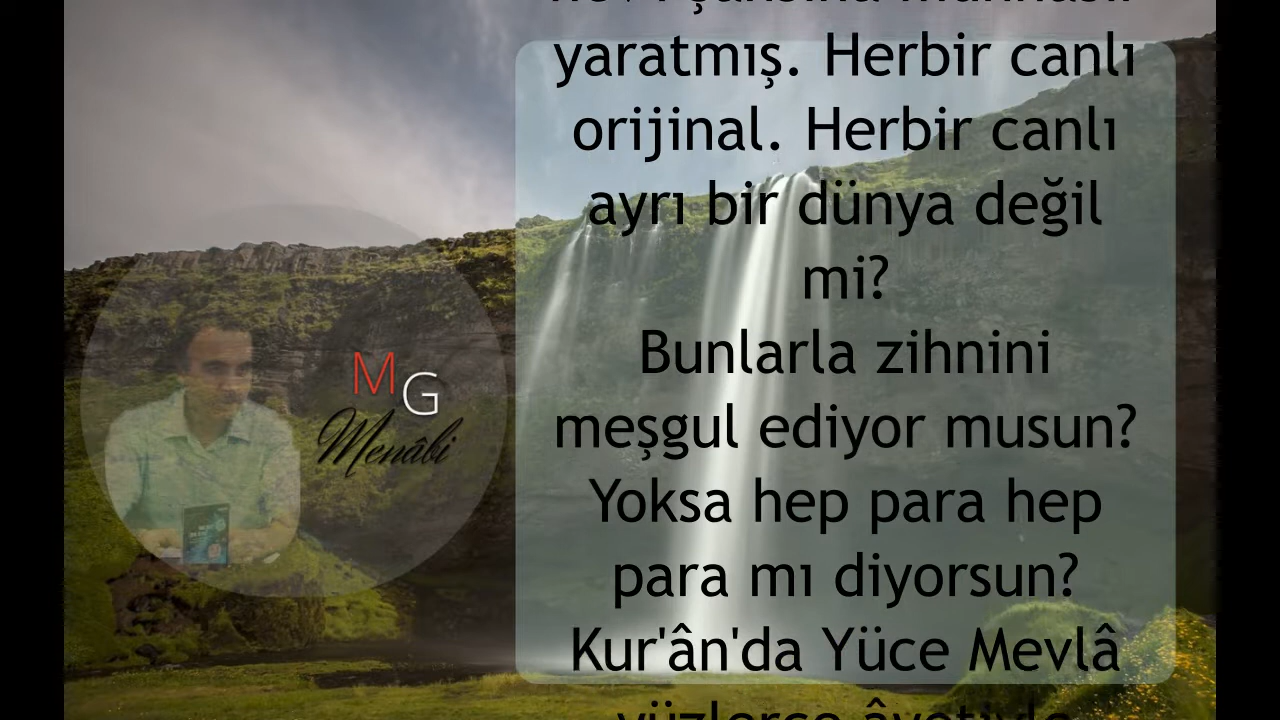 yaratmış. Herbir canlı
orijinal. Herbir canlı
ayrı bir dünya değil
mi?
Bunlarla zihnini
meşgul ediyor musun?
Yoksa hep para hep
para mı diyorsun?
Kur'ân'da Yüce Mevlâ
MG
Menâbi